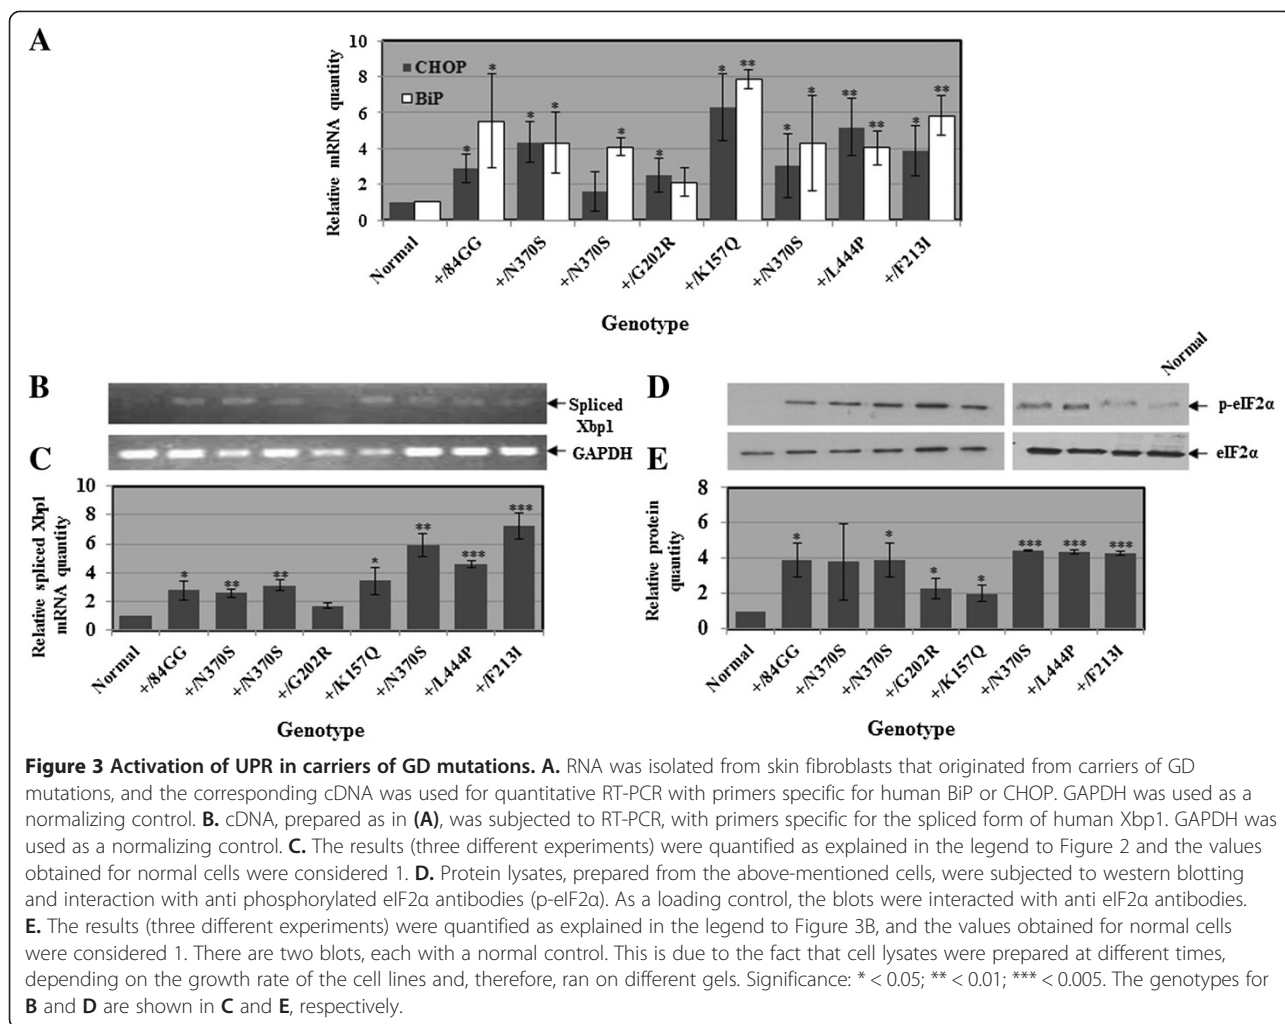 A
10
8
6
4
2
0
Relative mRNA quantity
CHOP
BiP
* * * * * * * ** * * ** ** * **
Normal +/84GG +/N370S +/N370S +/G202R +/K157Q +/N370S +/L444P +/F213I
Genotype
B
Spliced
Xbp1
GAPDH
C
10
8
6
4
2
0
Relative spliced Xbp1
mRNA quantity
* ** ** * ** *** ***
Normal +/84GG +/N370S +/N370S +/G202R +/K157Q +/N370S +/L444P +/F213I
Genotype
D
Normal
p-eIF2α
eIF2α
E
8
6
4
2
0
Relative protein
quantity
* * * * *** *** ***
Normal +/84GG +/N370S +/N370S +/G202R +/K157Q +/N370S +/L444P +/F213I
Genotype
Figure 3 Activation of UPR in carriers of GD mutations. A. RNA was isolated from skin fibroblasts that originated from carriers of GD
mutations, and the corresponding cDNA was used for quantitative RT-PCR with primers specific for human BiP or CHOP. GAPDH was used as a
normalizing control. B. cDNA, prepared as in (A), was subjected to RT-PCR, with primers specific for the spliced form of human Xbp1. GAPDH was
used as a normalizing control. C. The results (three different experiments) were quantified as explained in the legend to Figure 2 and the values
obtained for normal cells were considered 1. D. Protein lysates, prepared from the above-mentioned cells, were subjected to western blotting
and interaction with anti phosphorylated eIF2α antibodies (p-eIF2α). As a loading control, the blots were interacted with anti eIF2α antibodies.
E. The results (three different experiments) were quantified as explained in the legend to Figure 3B, and the values obtained for normal cells
were considered 1. There are two blots, each with a normal control. This is due to the fact that cell lysates were prepared at different times,
depending on the growth rate of the cell lines and, therefore, ran on different gels. Significance: * < 0.05; ** < 0.01; *** < 0.005. The genotypes for
B and D are shown in C and E, respectively.